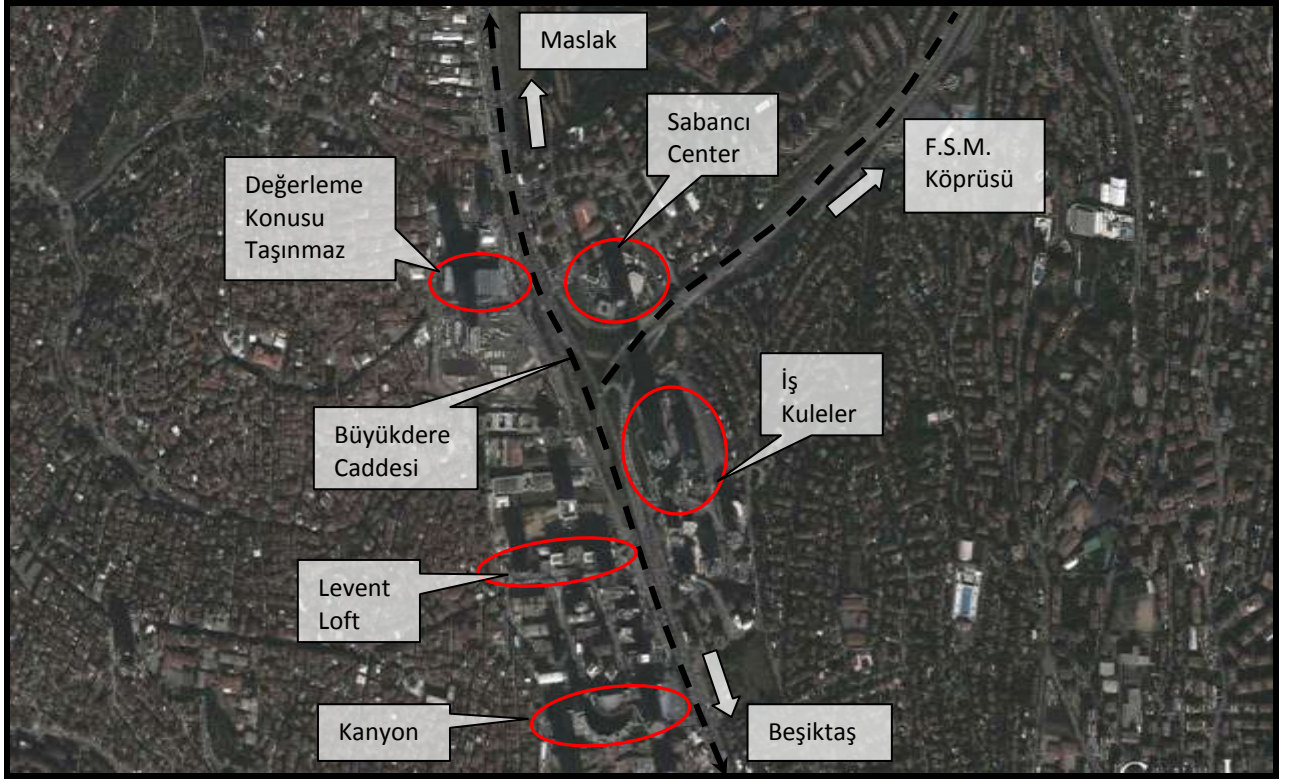 Maslak
Sabancı
Center
F.S.M.
Köprüsü
Değerleme
Konusu
Taşınmaz
İş
Kuleler
Büyükdere
Caddesi
Levent
Loft
Kanyon
Beşiktaş